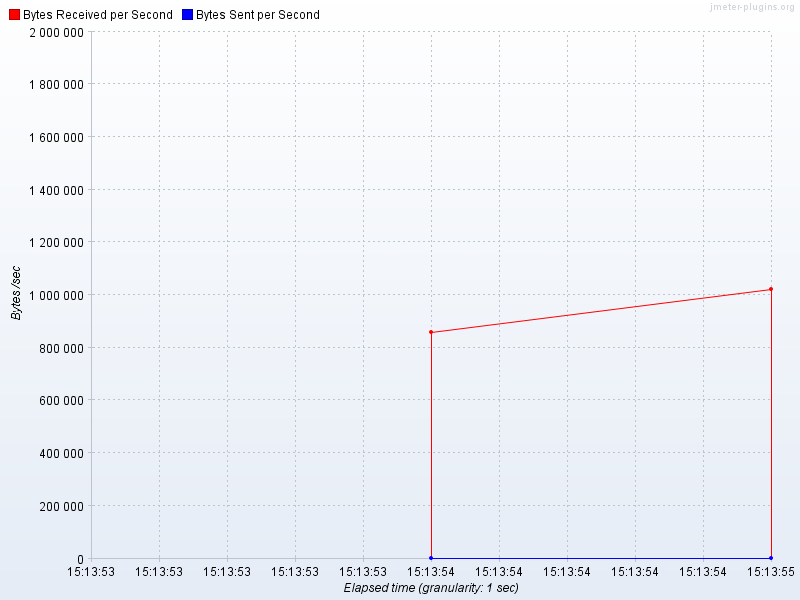 jmeter-plugins.org
Bytes Received per Second Bytes Sent per Second
2 000 000
1 800 000
1 600 000
1 400 000
1 200 000
1 000 000
800 000
600 000
400 000
200 000
0
Bytes /sec
15:13:53 15:13:53 15:13:53 15:13:53 15:13:53 15:13:54 15:13:54 15:13:54 15:13:54 15:13:54 15:13:55
Elapsed time (granularity: 1 sec)